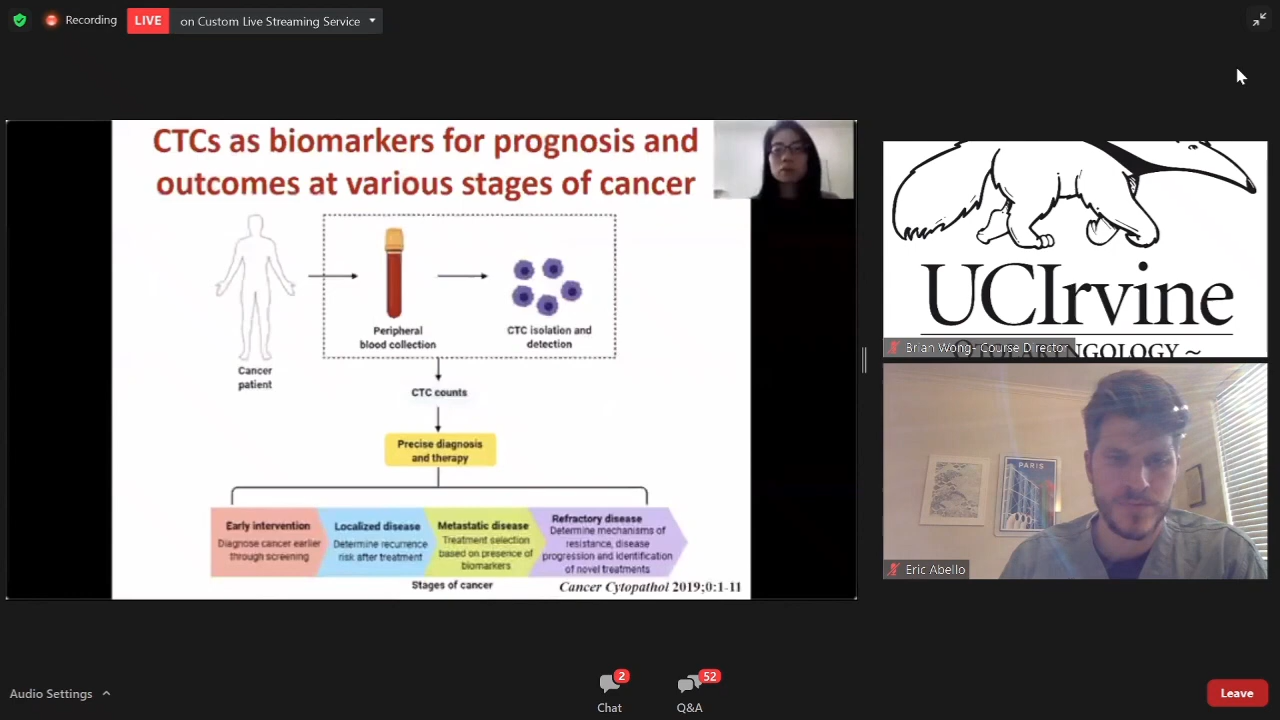 Recording
LIVE
on Custom Live Streaming Service
CTCs as biomarkers for prognosis and
outcomes at various stages of cancer
Peripheral
blood collection
CTC isolation and
detection
Cancer
patient
CTC counts
Precise diagnosis
and therapy
Early intervention
Diagnose cancer earlier
through screening
Localized disease
Determine recurrence
risk after treatment
Metastatic disease
Treatment selection
based on presence of
biomarkers
Refractory disease
Determine mechanisms of
resistance, disease
progression and identification
of novel treatments
Stages of cancer
Cancer Cytopathol 2019;0:1-11
UCIrvine
Brian Wong- Course Director
PARIS
Eric Abello
Audio Settings
2
Chat
52
Q&A
Leave